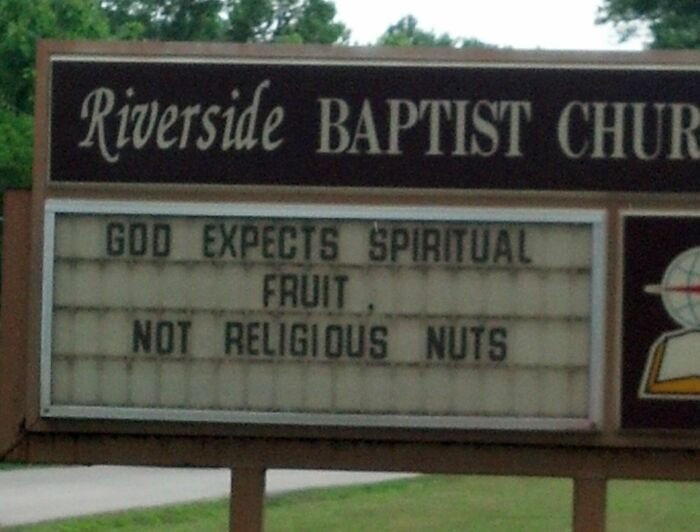 Riverside BAPTIST CHUR
GOD EXPECTS SPIRITUAL
FRUIT,
NOT RELIGIOUS NUTS